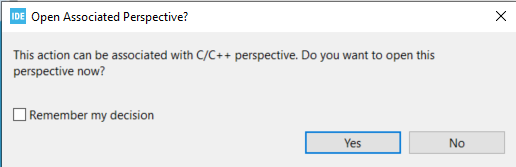 IDE Open Associated Perspective?
This action can be associated with C/C++ perspective. Do you want to open this
perspective now?
Remember my decision
Yes No